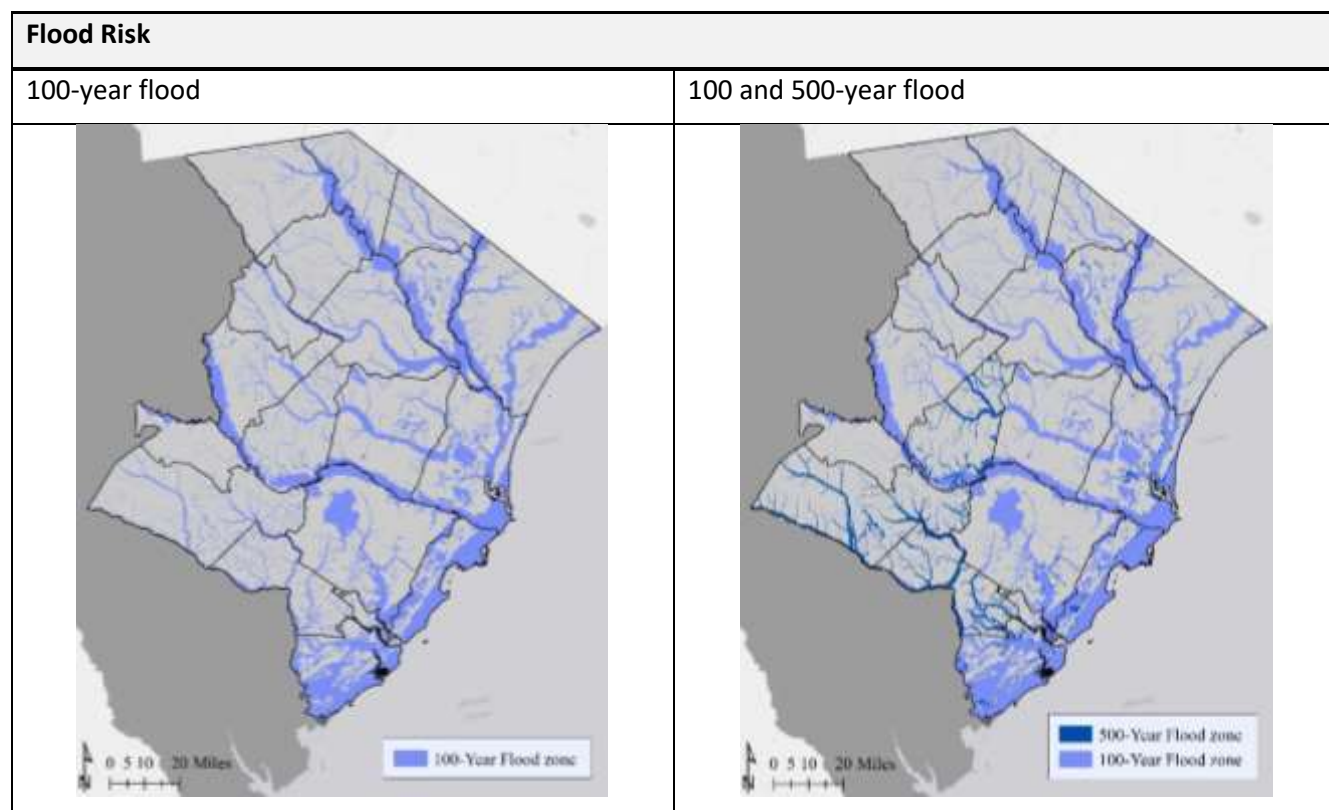 Flood Risk
100-year flood
100 and 500-year flood
100-Year Flood zone
N
0 5 10 20 Miles
500-Year Flood zone
100-Year Flood zone
N
0 5 10 20 Miles